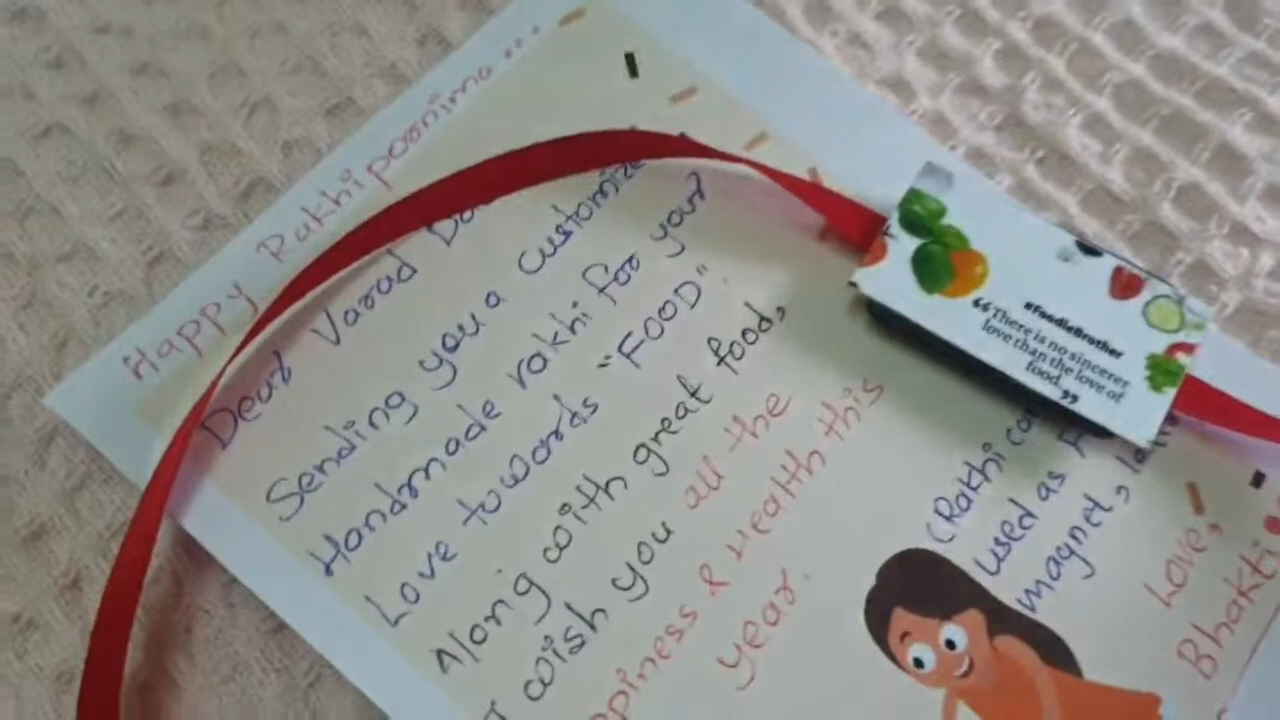 Happy Rakhipoornima ...
Dear Varad
Sending you a customize
Handmade rakhi for your
Love towards "FOOD".
Along with great food,
wish you all the
& Health this
year.
(Rakhi
used as
magnet,
Love,
Bhakti
#FoodieBrother
“There is no sincerer
love than the love of
food.”